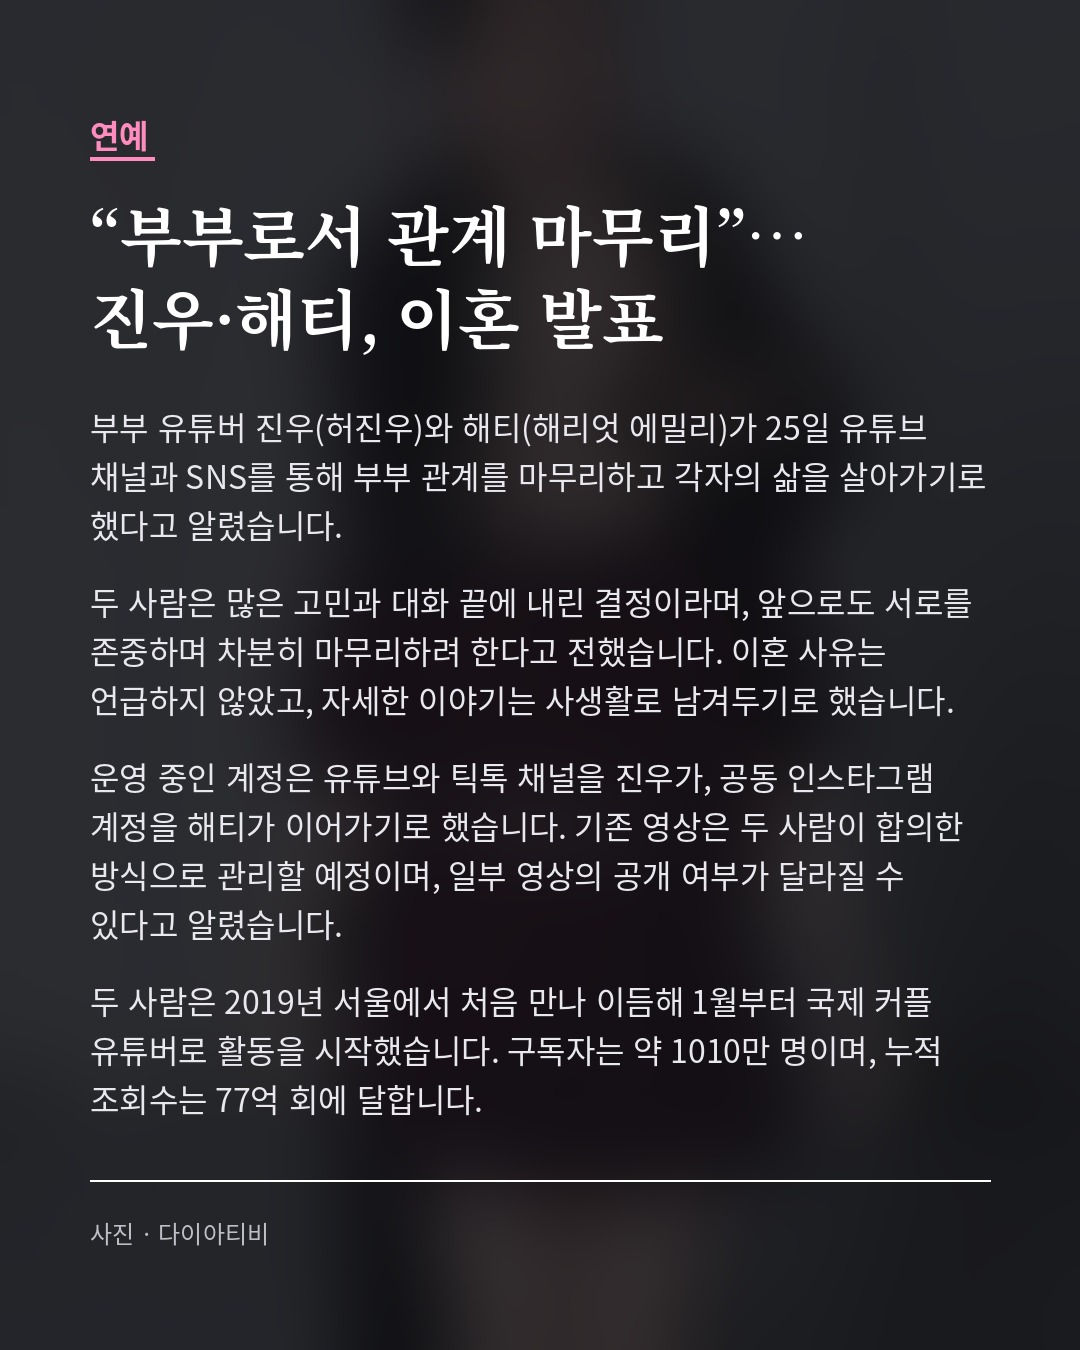 연예
“부부로서 관계 마무리”…
진우·해티, 이혼 발표
부부 유튜버 진우(허진우)와 해티(해리엇 에밀리)가 25일 유튜브
채널과 SNS를 통해 부부 관계를 마무리하고 각자의 삶을 살아가기로
했다고 알렸습니다.
두 사람은 많은 고민과 대화 끝에 내린 결정이라며, 앞으로도 서로를
존중하며 차분히 마무리하려 한다고 전했습니다. 이혼 사유는
언급하지 않았고, 자세한 이야기는 사생활로 남겨두기로 했습니다.
운영 중인 계정은 유튜브와 틱톡 채널을 진우가, 공동 인스타그램
계정을 해티가 이어가기로 했습니다. 기존 영상은 두 사람이 합의한
방식으로 관리할 예정이며, 일부 영상의 공개 여부가 달라질 수
있다고 알렸습니다.
두 사람은 2019년 서울에서 처음 만나 이듬해 1월부터 국제 커플
유튜버로 활동을 시작했습니다. 구독자는 약 1010만 명이며, 누적
조회수는 77억 회에 달합니다.
사진 · 다이아티비